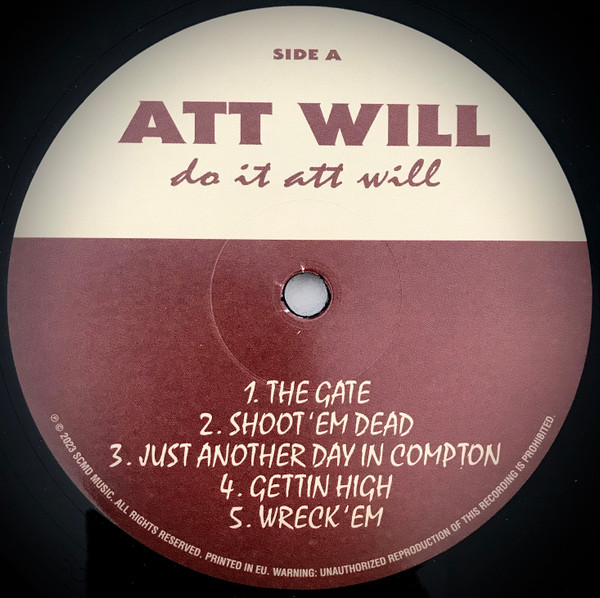 SIDE A
ATT WILL
do it att will
1. THE GATE
2. SHOOT 'EM DEAD
3. JUST ANOTHER DAY IN COMPTON
4. GETTIN HIGH
5. WRECK 'EM
℗ © 2023 SCMD MUSIC. ALL RIGHTS RESERVED. PRINTED IN EU. WARNING: UNAUTHORIZED REPRODUCTION OF THIS RECORDING IS PROHIBITED.